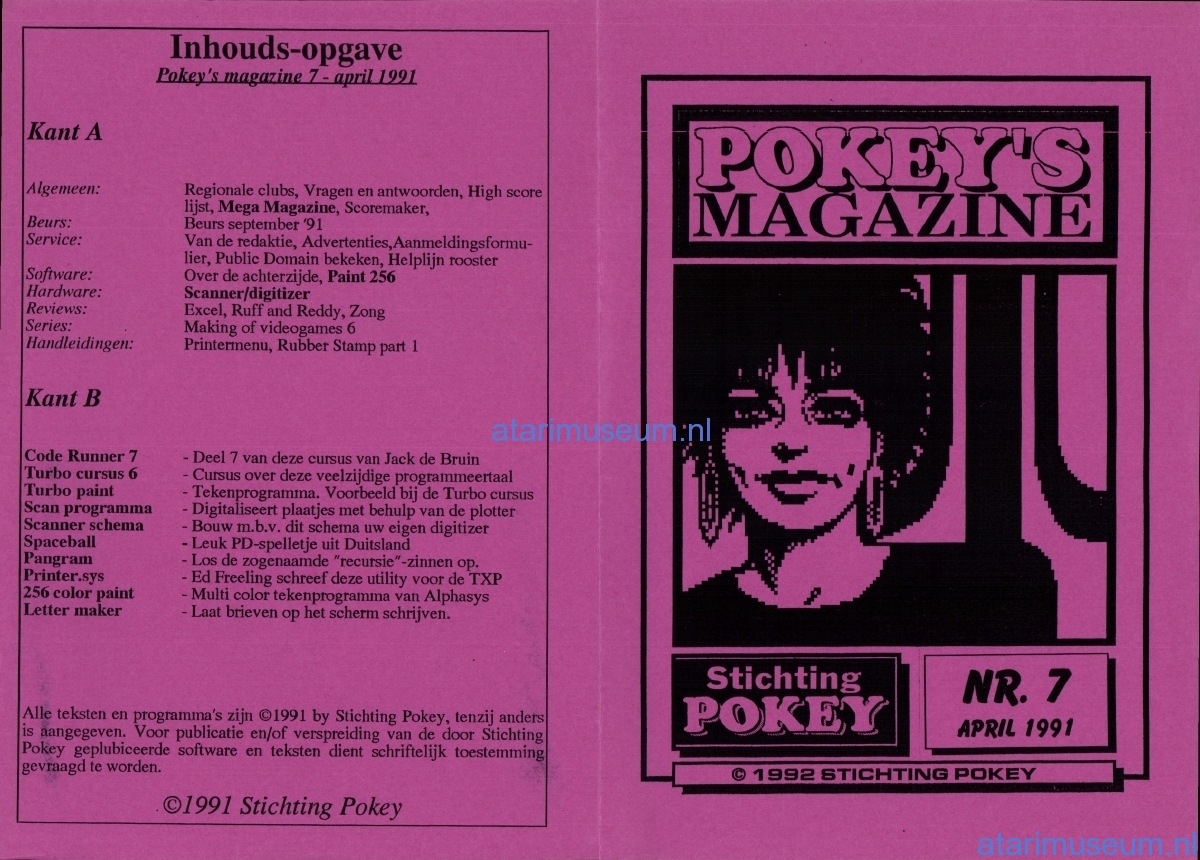 Inhouds-opgave
Pokey's magazine 7 - april 1991
Kant A
Algemeen: Regionale clubs, Vragen en antwoorden, High score
lijst, Mega Magazine, Scoremaker,
Beurs: Beurs september '91
Service: Van de redaktie, Advertenties,Aanmeldingsformu-
lier, Public Domain bekeken, Helplijn rooster
Software: Over de achterzijde, Paint 256
Hardware: Scanner/digitizer
Reviews: Excel, Ruff and Reddy, Zong
Series: Making of videogames 6
Handleidingen: Printermenu, Rubber Stamp part 1
Kant B
Code Runner 7 - Deel 7 van deze cursus van Jack de Bruin
Turbo cursus 6 - Cursus over deze veelzijdige programmeertaal
Turbo paint - Tekenprogramma. Voorbeeld bij de Turbo cursus
Scan programma - Digitaliseert plaatjes met behulp van de plotter
Scanner schema - Bouw m.b.v. dit schema uw eigen digitizer
Spaceball - Leuk PD-spelletje uit Duitsland
Pangram - Los de zogenaamde "recursie"-zinnen op.
Printer.sys - Ed Freeling schreef deze utility voor de TXP
256 color paint - Multi color tekenprogramma van Alphasys
Letter maker - Laat brieven op het scherm schrijven.
Alle teksten en programma's zijn ©1991 by Stichting Pokey, tenzij anders
is aangegeven. Voor publicatie en/of verspreiding van de door Stichting
Pokey geplubiceerde software en teksten dient schriftelijk toestemming
gevraagd te worden.
©1991 Stichting Pokey
POKEY'S
MAGAZINE
Stichting
POKEY
NR. 7
APRIL 1991
© 1992 STICHTING POKEY
atarimuseum.nl
atarimuseum.nl